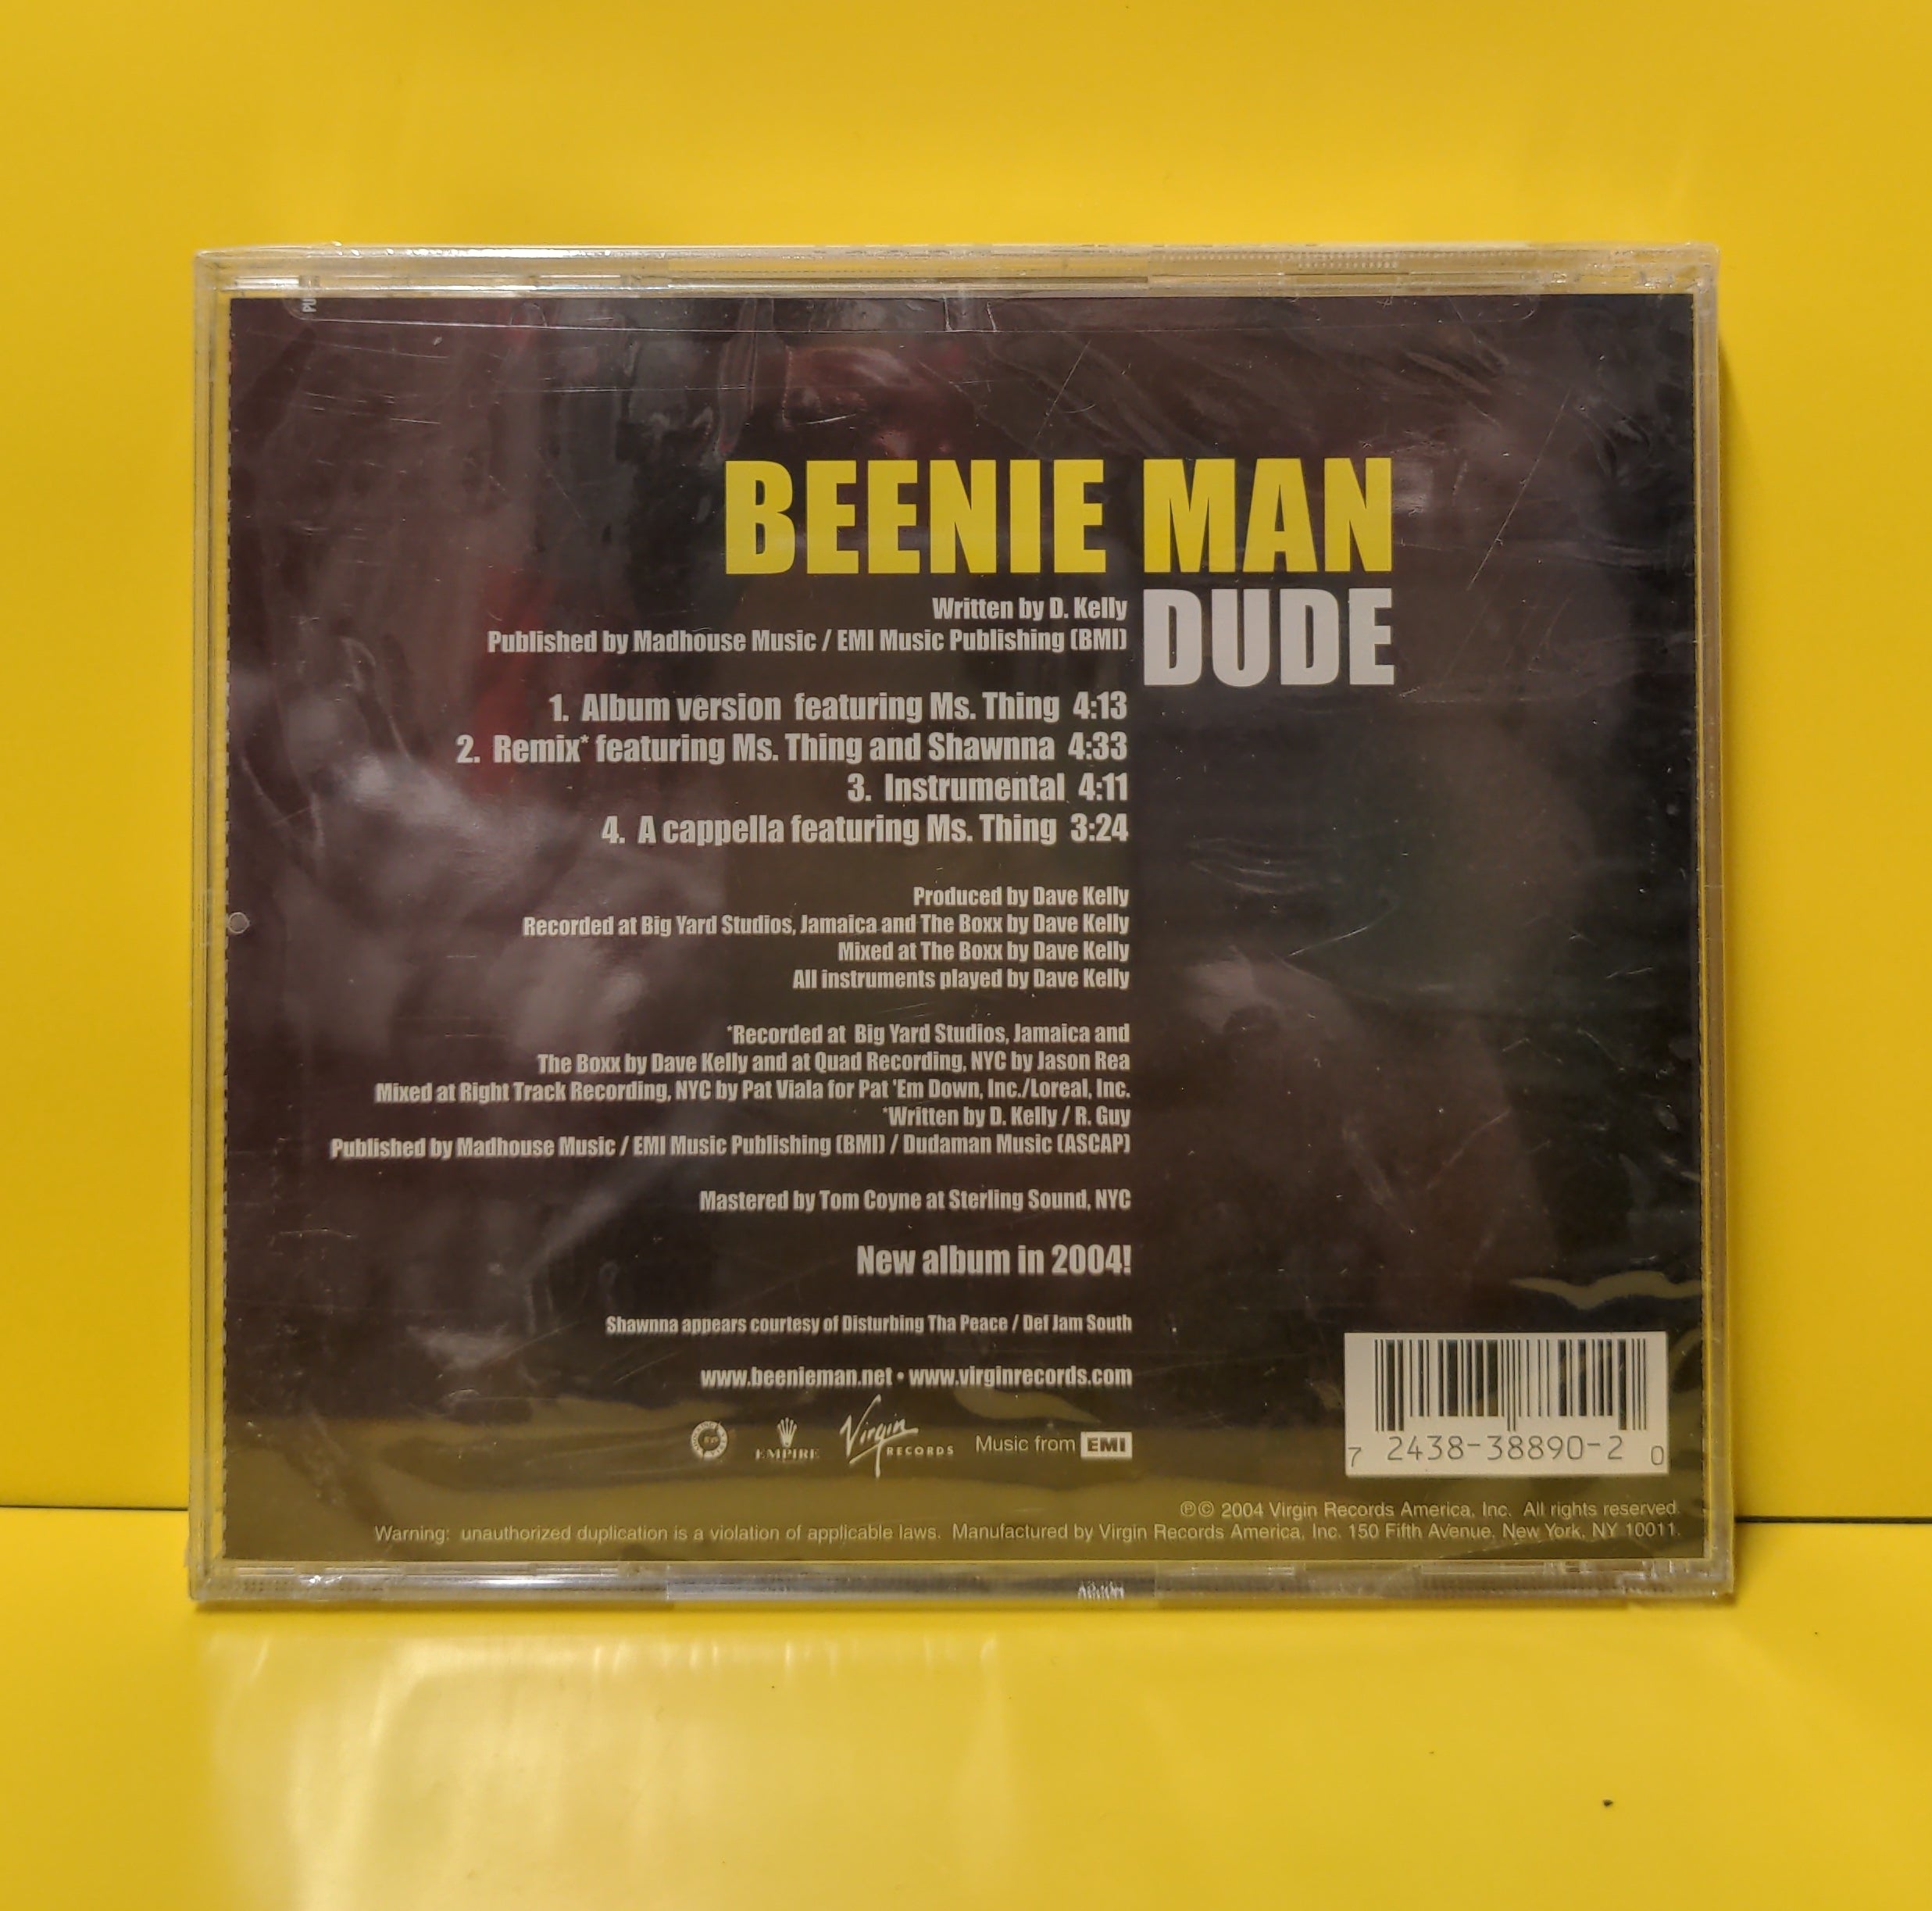 PU
BEENIE MAN
DUDE
Written by D. Kelly
Published by Madhouse Music / EMI Music Publishing (BMI)
1. Album version featuring Ms. Thing 4:13
2. Remix* featuring Ms. Thing and Shawnna 4:33
3. Instrumental 4:11
4. A cappella featuring Ms. Thing 3:24
Produced by Dave Kelly
Recorded at Big Yard Studios, Jamaica and The Boxx by Dave Kelly
Mixed at The Boxx by Dave Kelly
All instruments played by Dave Kelly
*Recorded at Big Yard Studios, Jamaica and
The Boxx by Dave Kelly and at Quad Recording, NYC by Jason Rea
Mixed at Right Track Recording, NYC by Pat Viala for Pat 'Em Down, Inc./Loreal, Inc.
*Written by D. Kelly / R. Guy
Published by Madhouse Music / EMI Music Publishing (BMI) / Dudaman Music (ASCAP)
Mastered by Tom Coyne at Sterling Sound, NYC
New album in 2004!
Shawnna appears courtesy of Disturbing Tha Peace / Def Jam South
www.beenieman.net • www.virginrecords.com
EMPIRE Virgin RECORDS Music from EMI
7 2438-38890-2 0
℗© 2004 Virgin Records America, Inc. All rights reserved.
Warning: unauthorized duplication is a violation of applicable laws. Manufactured by Virgin Records America, Inc. 150 Fifth Avenue, New York, NY 10011.